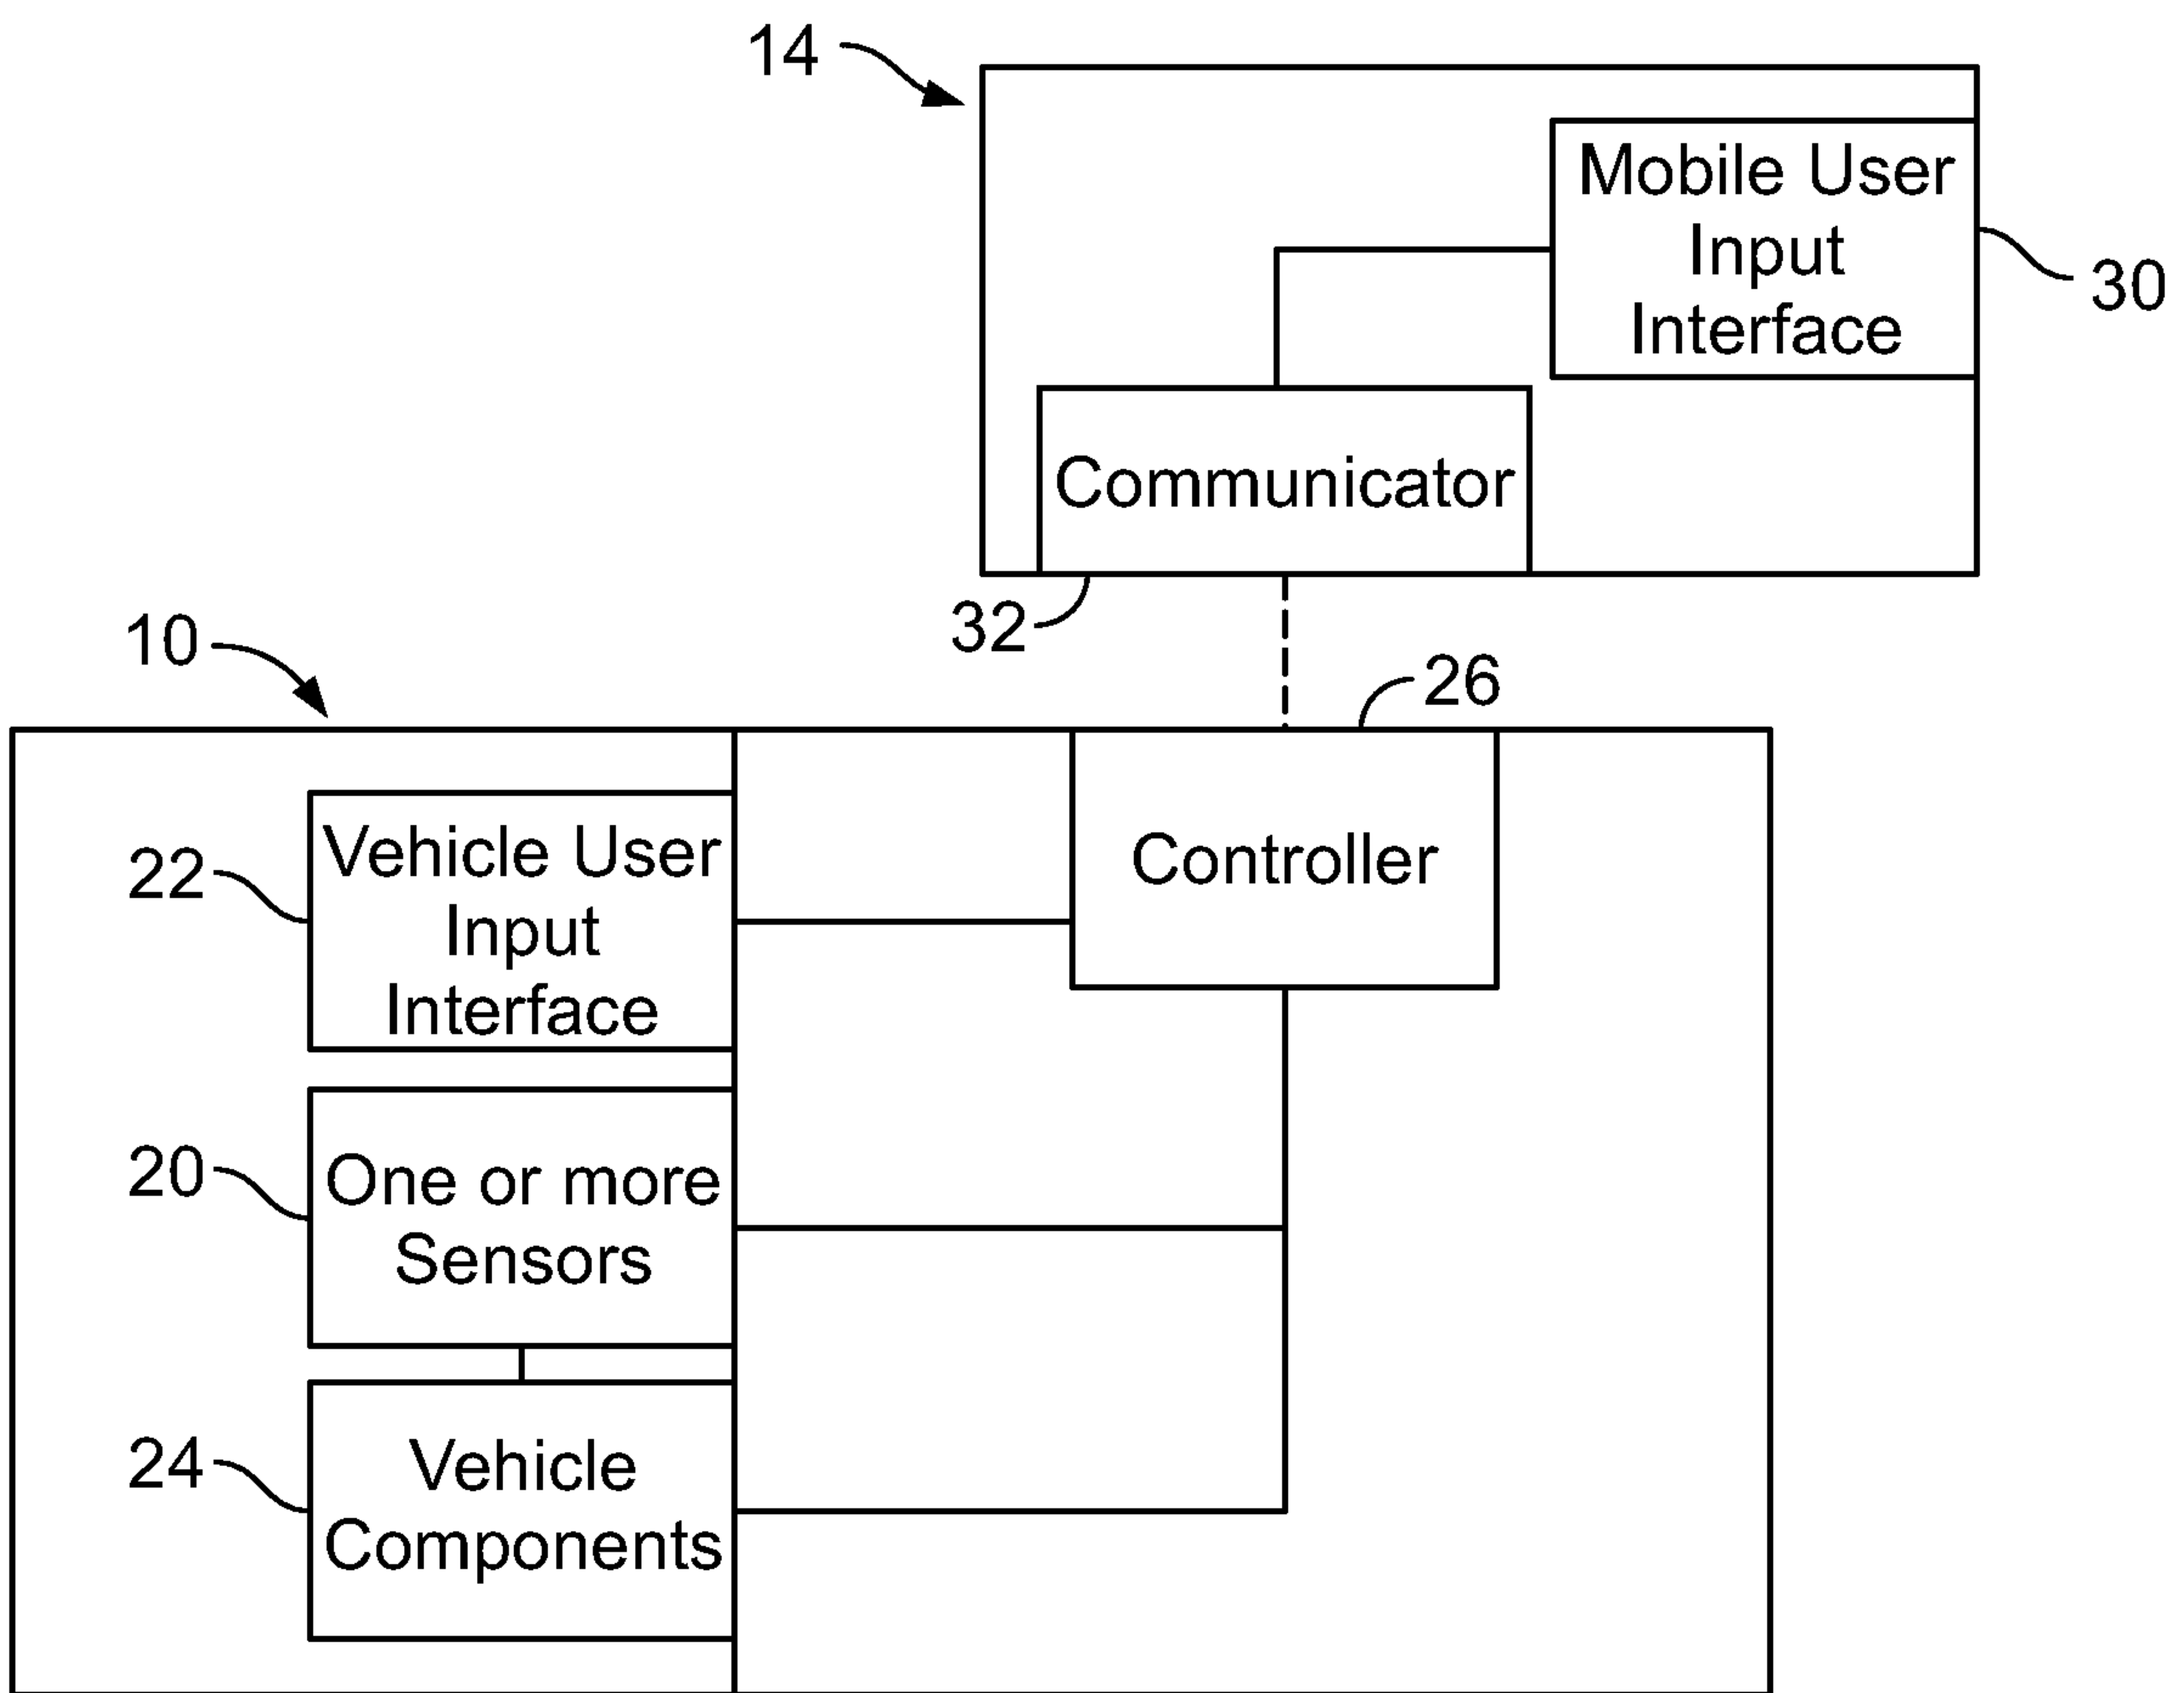 14
Mobile User
Input
Interface
30
Communicator
32
10
26
Controller
22
Vehicle User
Input
Interface
20
One or more
Sensors
24
Vehicle
Components